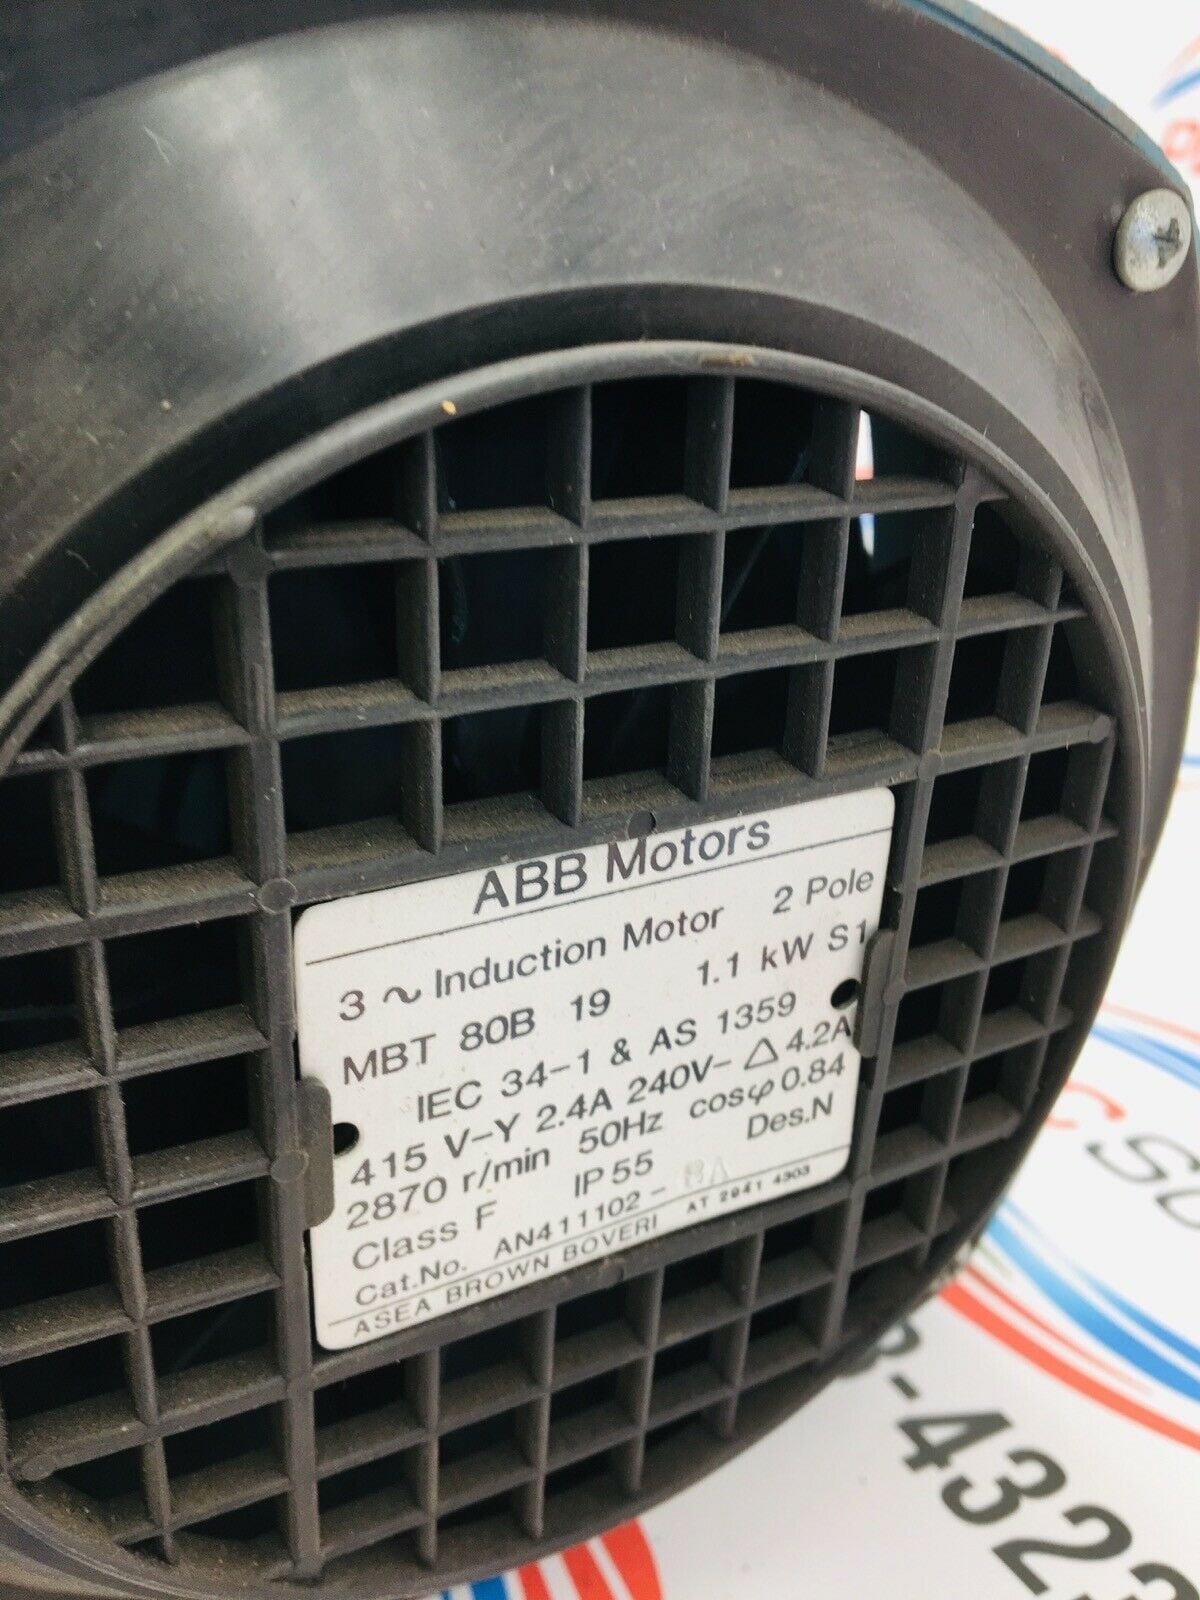 ABB Motors
3 ~ Induction Motor 2 Pole
MBT 80B 19 1.1 kW S1
IEC 34-1 & AS 1359
415 V-Y 2.4A 240V-Δ 4.2A
2870 r/min 50Hz cosφ 0.84
Class F IP 55 Des.N
Cat.No. AN411102-
ASEA BROWN BOVERI AT 2941 4303